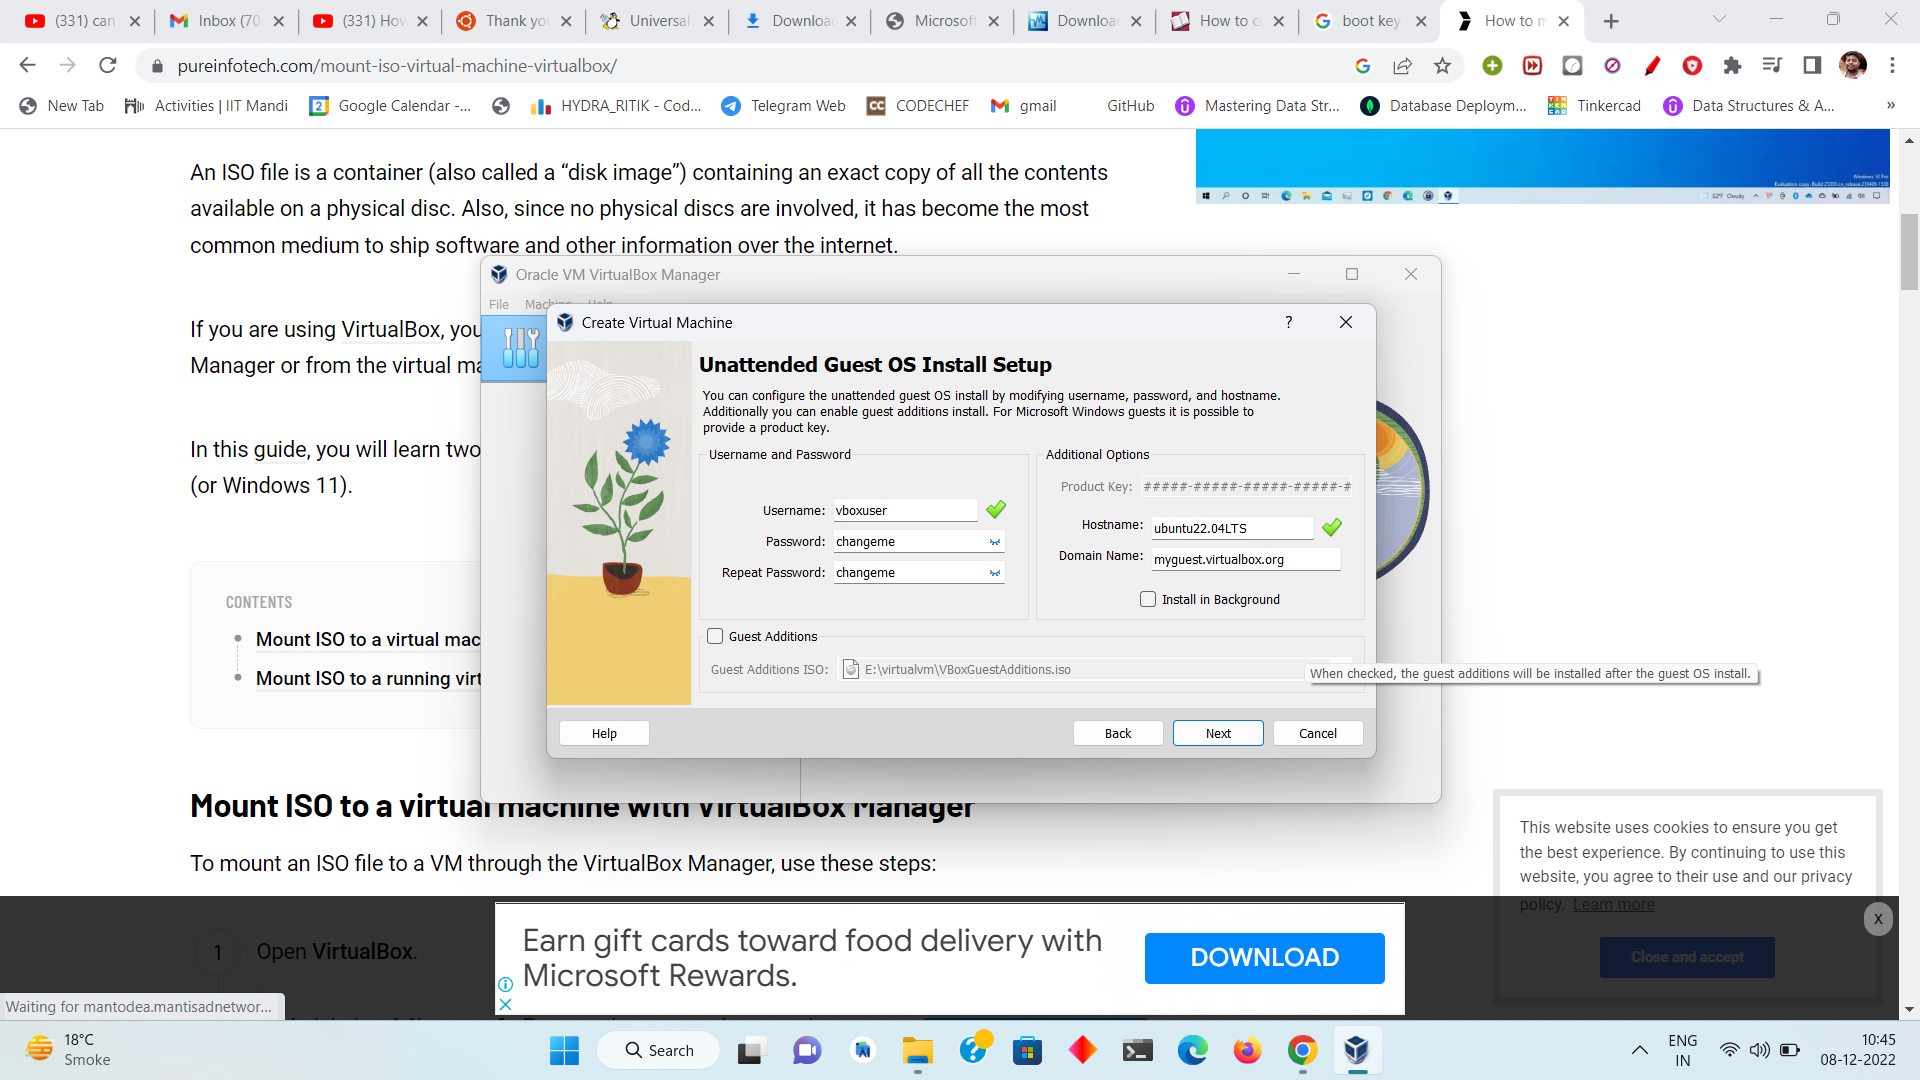 (331) can
Inbox (70
(331) How
Thank yo
Universal
Downloa
Microsoft
Downloa
How to c
boot key
How to m
pureinfotech.com/mount-iso-virtual-machine-virtualbox/
New Tab
Activities | IIT Mandi
Google Calendar -...
HYDRA_RITIK - Cod...
Telegram Web
CODECHEF
gmail
GitHub
Mastering Data Str...
Database Deploym...
Tinkercad
Data Structures & A...
»
An ISO file is a container (also called a “disk image”) containing an exact copy of all the contents
available on a physical disc. Also, since no physical discs are involved, it has become the most
common medium to ship software and other information over the internet.
If you are using VirtualBox, you
Manager or from the virtual ma
In this guide, you will learn two
(or Windows 11).
CONTENTS
Mount ISO to a virtual mac
Mount ISO to a running virt
Oracle VM VirtualBox Manager
File Machine Help
Create Virtual Machine
?
Unattended Guest OS Install Setup
You can configure the unattended guest OS install by modifying username, password, and hostname.
Additionally you can enable guest additions install. For Microsoft Windows guests it is possible to
provide a product key.
Username and Password
Username: vboxuser
Password: changeme
Repeat Password: changeme
Additional Options
Product Key: #####-#####-#####-#####-#
Hostname: ubuntu22.04LTS
Domain Name: myguest.virtualbox.org
Install in Background
Guest Additions
Guest Additions ISO: E:\virtualvm\VBoxGuestAdditions.iso
When checked, the guest additions will be installed after the guest OS install.
Help
Back
Next
Cancel
Mount ISO to a virtual machine with VirtualBox Manager
To mount an ISO file to a VM through the VirtualBox Manager, use these steps:
1 Open VirtualBox.
This website uses cookies to ensure you get
the best experience. By continuing to use this
website, you agree to their use and our privacy
policy. Learn more
Close and accept
X
Earn gift cards toward food delivery with
Microsoft Rewards.
DOWNLOAD
Waiting for mantodea.mantisadnetwor...
18°C
Smoke
Search
ENG
IN
10:45
08-12-2022